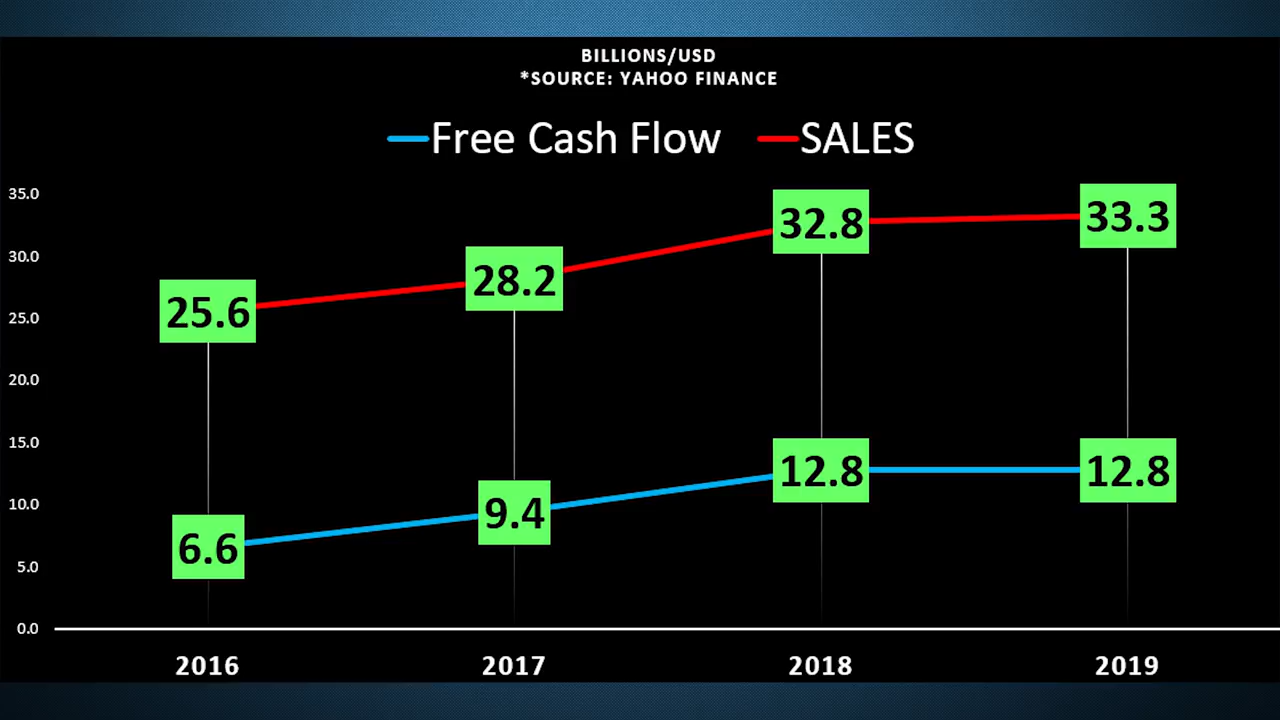 BILLIONS/USD
*SOURCE: YAHOO FINANCE
Free Cash Flow SALES
35.0
30.0
25.0
20.0
15.0
10.0
5.0
0.0
25.6 28.2 32.8 33.3
6.6 9.4 12.8 12.8
2016 2017 2018 2019